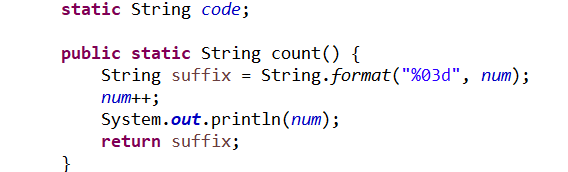 static String code;
public static String count() {
String suffix = String.format("%03d", num);
num++;
System.out.println(num);
return suffix;
}